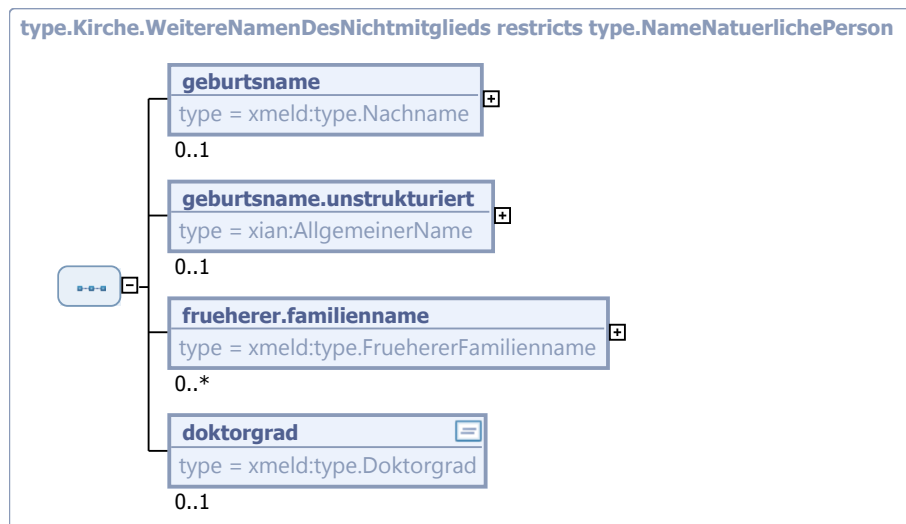 type.Kirche.WeitereNamenDesNichtmitglieds restricts type.NameNatuerlichePerson
geburtsname
type = xmeld:type.Nachname
0..1
geburtsname.unstrukturiert
type = xian:AllgemeinerName
0..1
frueherer.familienname
type = xmeld:type.FruehererFamilienname
0..*
doktorgrad
type = xmeld:type.Doktorgrad
0..1